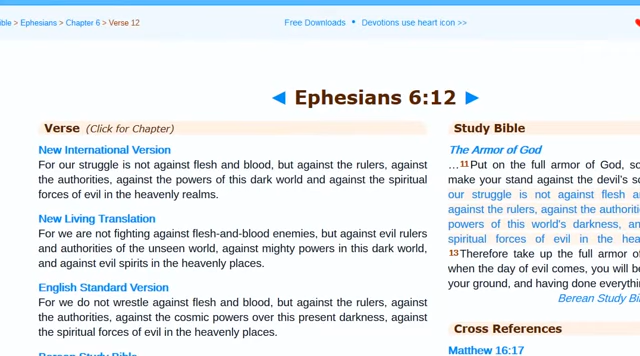 > Ephesians > Chapter 6 > Verse 12
Free Downloads • Devotions use heart icon >>
◄ Ephesians 6:12 ►
Verse (Click for Chapter)
New International Version
For our struggle is not against flesh and blood, but against the rulers, against
the authorities, against the powers of this dark world and against the spiritual
forces of evil in the heavenly realms.
New Living Translation
For we are not fighting against flesh-and-blood enemies, but against evil rulers
and authorities of the unseen world, against mighty powers in this dark world,
and against evil spirits in the heavenly places.
English Standard Version
For we do not wrestle against flesh and blood, but against the rulers, against
the authorities, against the cosmic powers over this present darkness, against
the spiritual forces of evil in the heavenly places.
Berean Study Bible
Study Bible
The Armor of God
…11Put on the full armor of God, so
make your stand against the devil's
our struggle is not against flesh
against the rulers, against the
powers of this world's darkness,
spiritual forces of evil in the
13Therefore take up the full armor of
when the day of evil comes, you will be
your ground, and having done
Berean Study
Cross References
Matthew 16:17